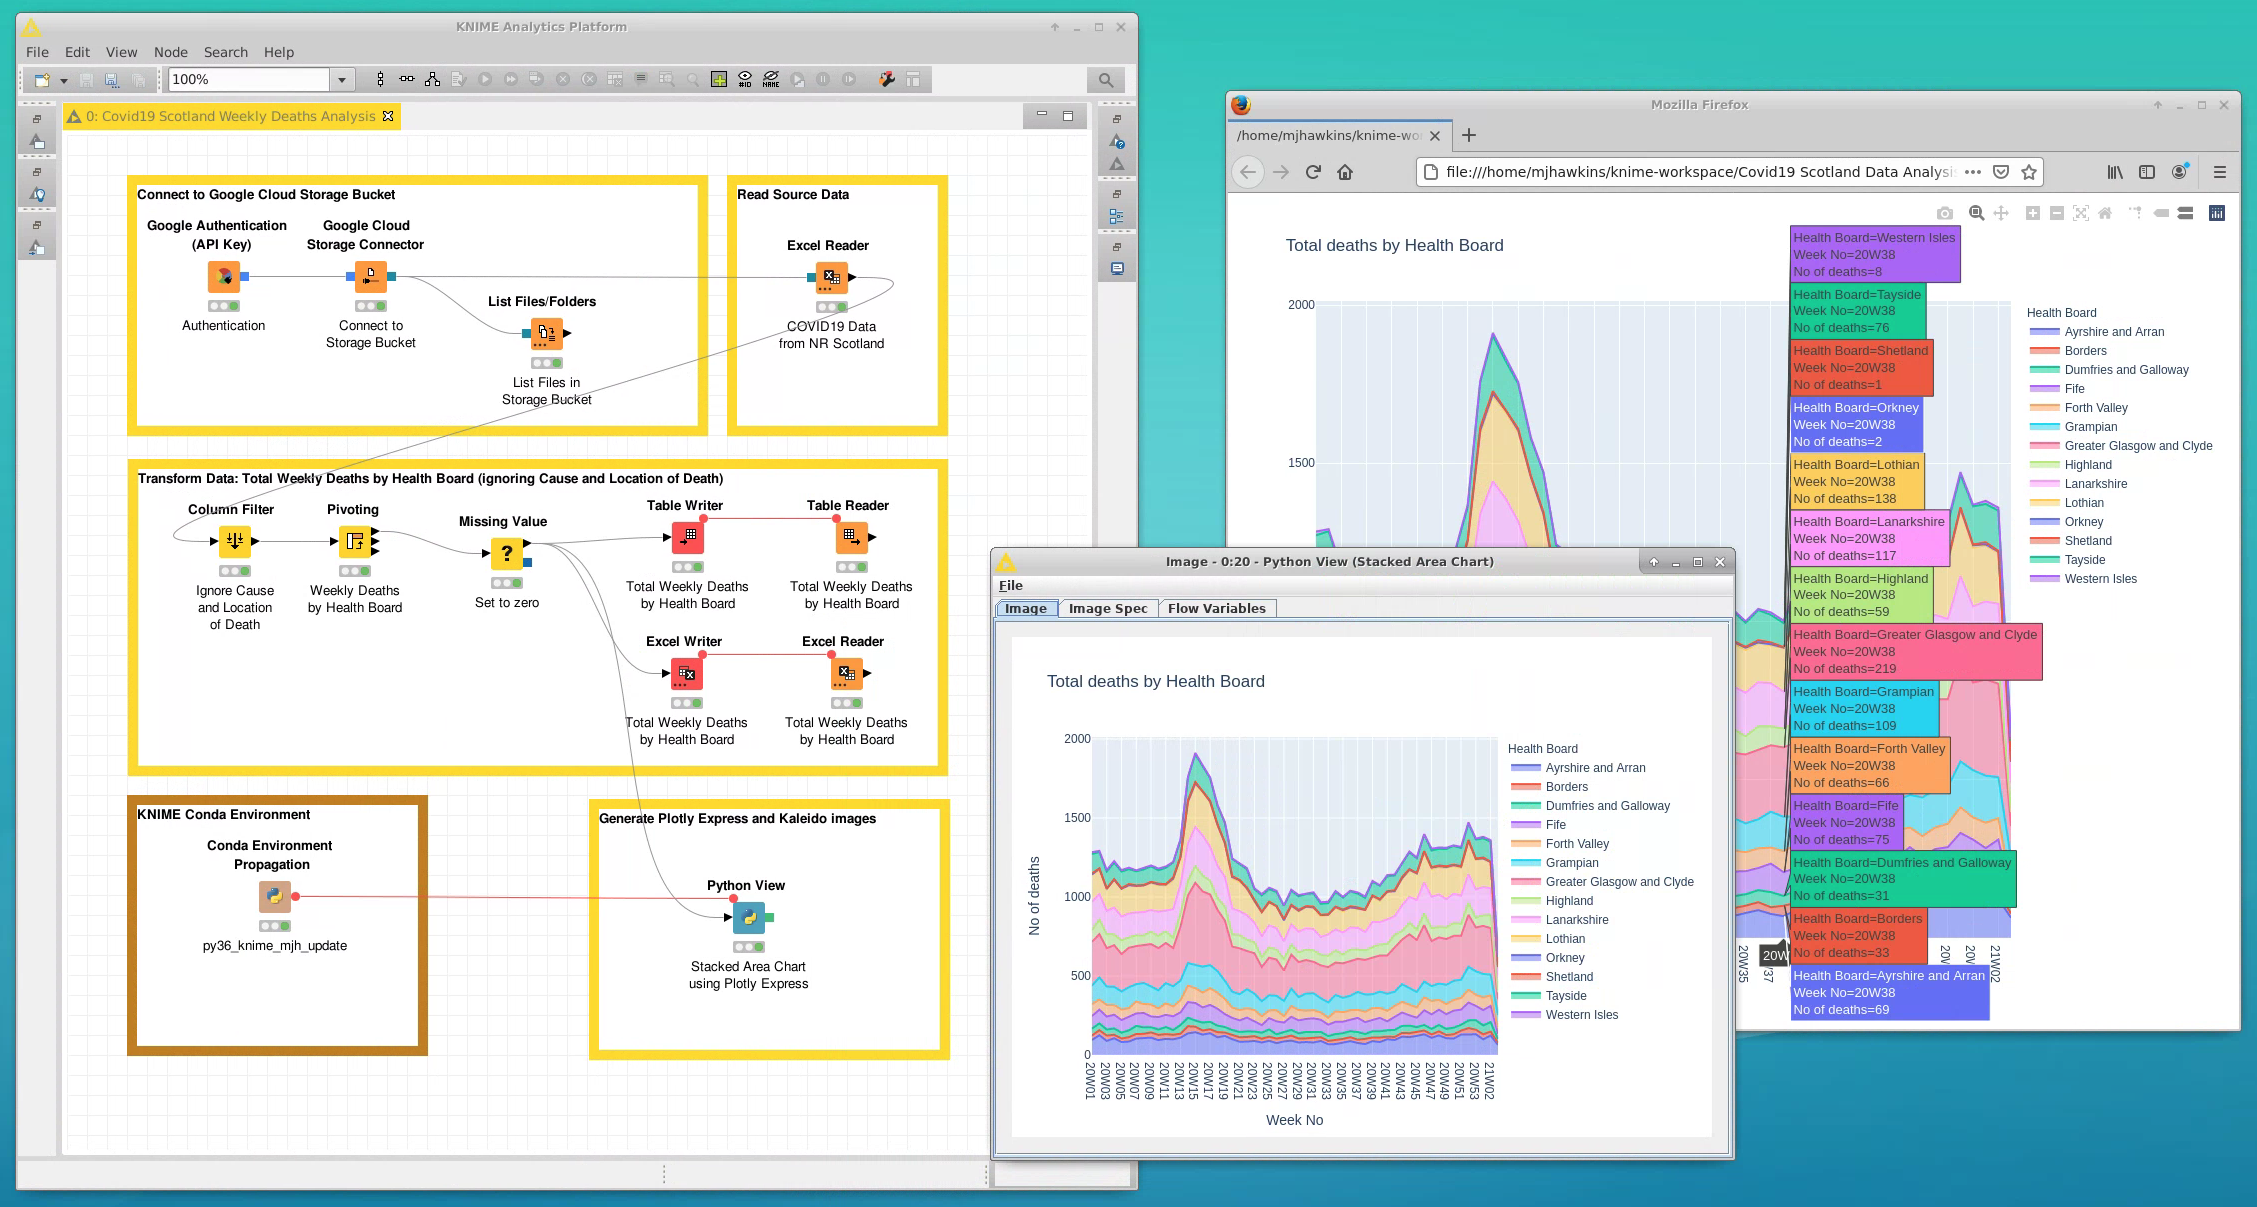 KNIME Analytics Platform
File Edit View Node Search Help
100%
0: Covid19 Scotland Weekly Deaths Analysis
Connect to Google Cloud Storage Bucket
Google Authentication
(API Key)
Google Cloud
Storage Connector
List Files/Folders
Authentication
Connect to
Storage Bucket
List Files in
Storage Bucket
Read Source Data
Excel Reader
COVID19 Data
from NR Scotland
Transform Data: Total Weekly Deaths by Health Board (ignoring Cause and Location of Death)
Column Filter
Ignore Cause
and Location
of Death
Pivoting
Weekly Deaths
by Health Board
Missing Value
?
Set to zero
Table Writer
Total Weekly Deaths
by Health Board
Table Reader
Total Weekly Deaths
by Health Board
Excel Writer
Total Weekly Deaths
by Health Board
Excel Reader
Total Weekly Deaths
by Health Board
KNIME Conda Environment
Conda Environment
Propagation
py36_knime_mjh_update
Generate Plotly Express and Kaleido images
Python View
Stacked Area Chart
using Plotly Express
Mozilla Firefox
/home/mjhawkins/knime-wo
file:///home/mjhawkins/knime-workspace/Covid19 Scotland Data Analysis
Total deaths by Health Board
2000
1500
Health Board=Western Isles
Week No=20W38
No of deaths=8
Health Board=Tayside
Week No=20W38
No of deaths=76
Health Board=Shetland
Week No=20W38
No of deaths=1
Health Board=Orkney
Week No=20W38
No of deaths=2
Health Board=Lothian
Week No=20W38
No of deaths=138
Health Board=Lanarkshire
Week No=20W38
No of deaths=117
Health Board=Highland
Week No=20W38
No of deaths=59
Health Board=Greater Glasgow and Clyde
Week No=20W38
No of deaths=219
Health Board=Grampian
Week No=20W38
No of deaths=109
Health Board=Forth Valley
Week No=20W38
No of deaths=66
Health Board=Fife
Week No=20W38
No of deaths=75
Health Board=Dumfries and Galloway
Week No=20W38
No of deaths=31
Health Board=Borders
Week No=20W38
No of deaths=33
Health Board=Ayrshire and Arran
Week No=20W38
No of deaths=69
Health Board
Ayrshire and Arran
Borders
Dumfries and Galloway
Fife
Forth Valley
Grampian
Greater Glasgow and Clyde
Highland
Lanarkshire
Lothian
Orkney
Shetland
Tayside
Western Isles
20W35
20W
21W02
Image - 0:20 - Python View (Stacked Area Chart)
File
Image
Image Spec
Flow Variables
Total deaths by Health Board
No of deaths
2000
1500
1000
500
0
20W01
20W03
20W05
20W07
20W09
20W11
20W13
20W15
20W17
20W19
20W21
20W23
20W25
20W27
20W29
20W31
20W33
20W35
20W37
20W39
20W41
20W43
20W45
20W47
20W49
20W51
20W53
21W02
Week No
Health Board
Ayrshire and Arran
Borders
Dumfries and Galloway
Fife
Forth Valley
Grampian
Greater Glasgow and Clyde
Highland
Lanarkshire
Lothian
Orkney
Shetland
Tayside
Western Isles